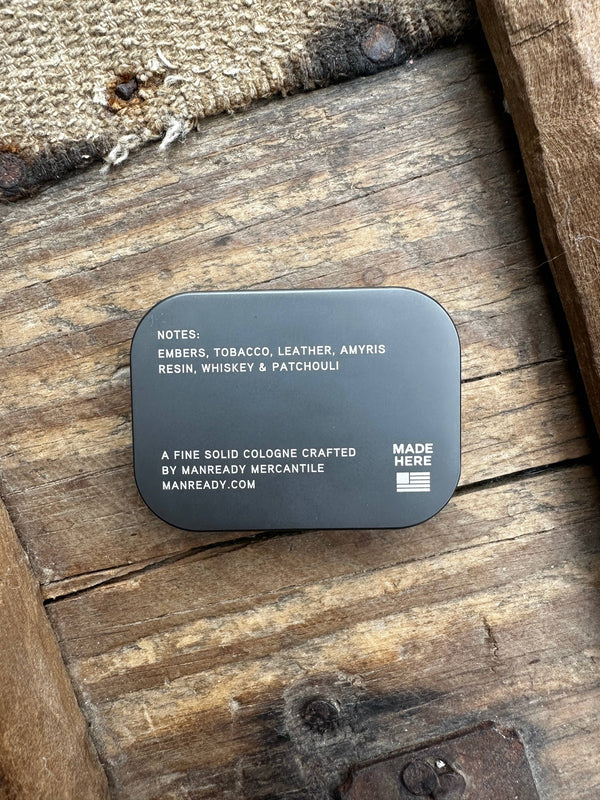 NOTES:
EMBERS, TOBACCO, LEATHER, AMYRIS
RESIN, WHISKEY & PATCHOULI
A FINE SOLID COLOGNE CRAFTED
BY MANREADY MERCANTILE
MANREADY.COM
MADE
HERE